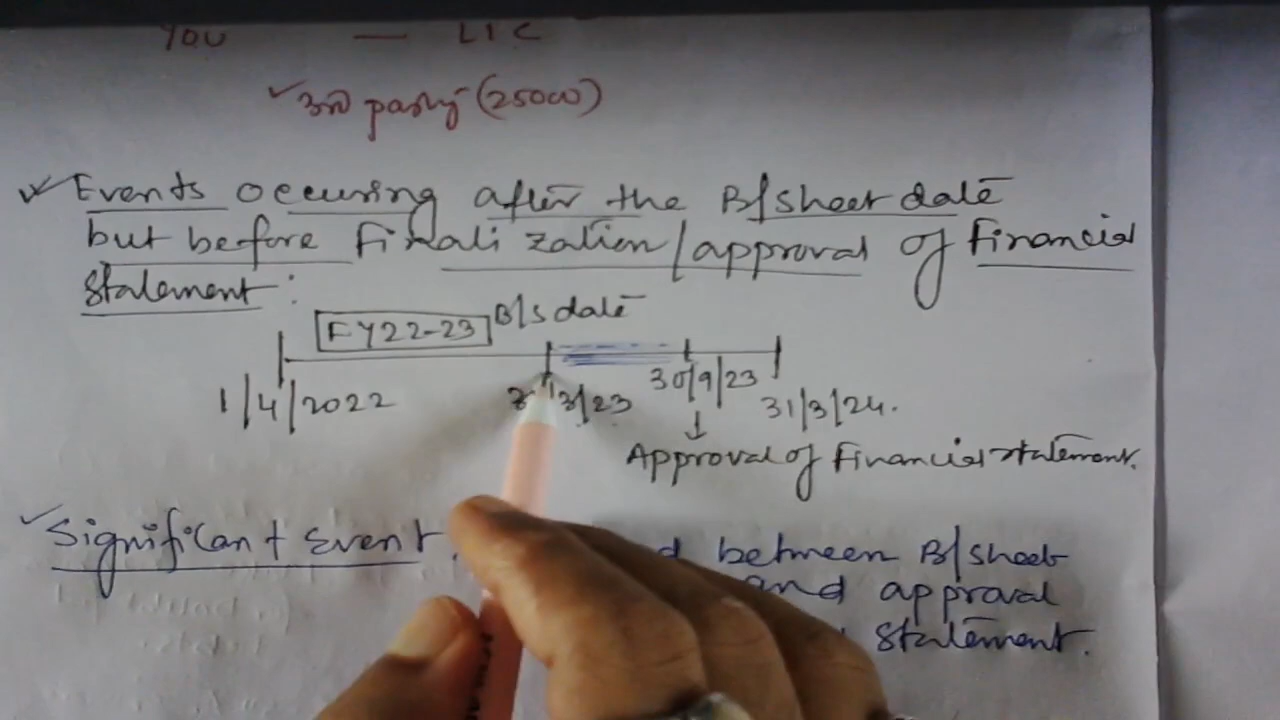 YOU — LIC
party (25000)
Events occuring after the B/Sheet date
but before Finalization/approval of Financial
Statement:
FY22-23 B/s date
1/4/2022 31/3/23 30/9/23 31/3/24.
Approval of Financial statement.
Significant Event between B/sheet
and approval
Statement.